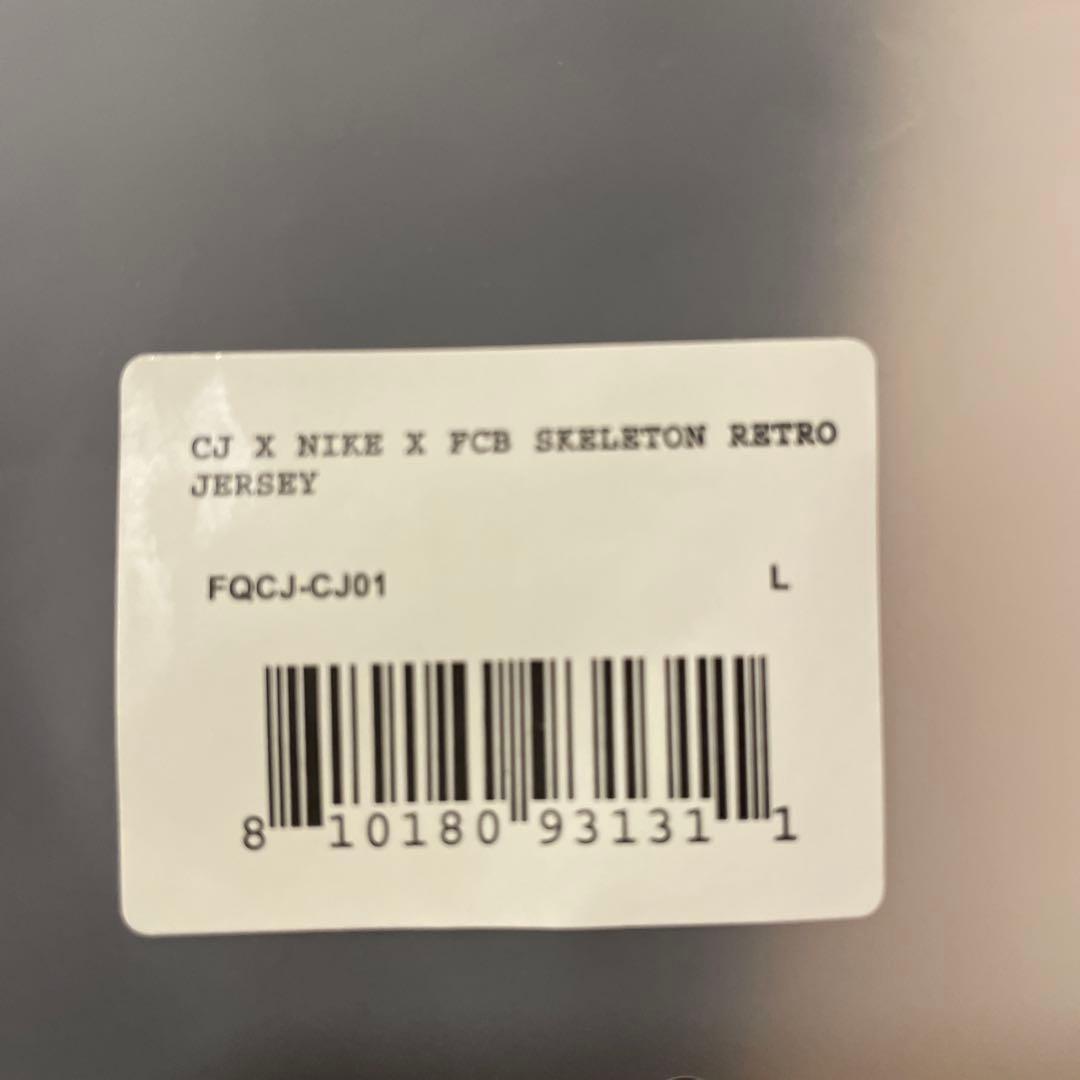 CJ X NIKE X FCB SKELETON RETRO
JERSEY
FQCJ-CJ01 L
8 10180 93131 1